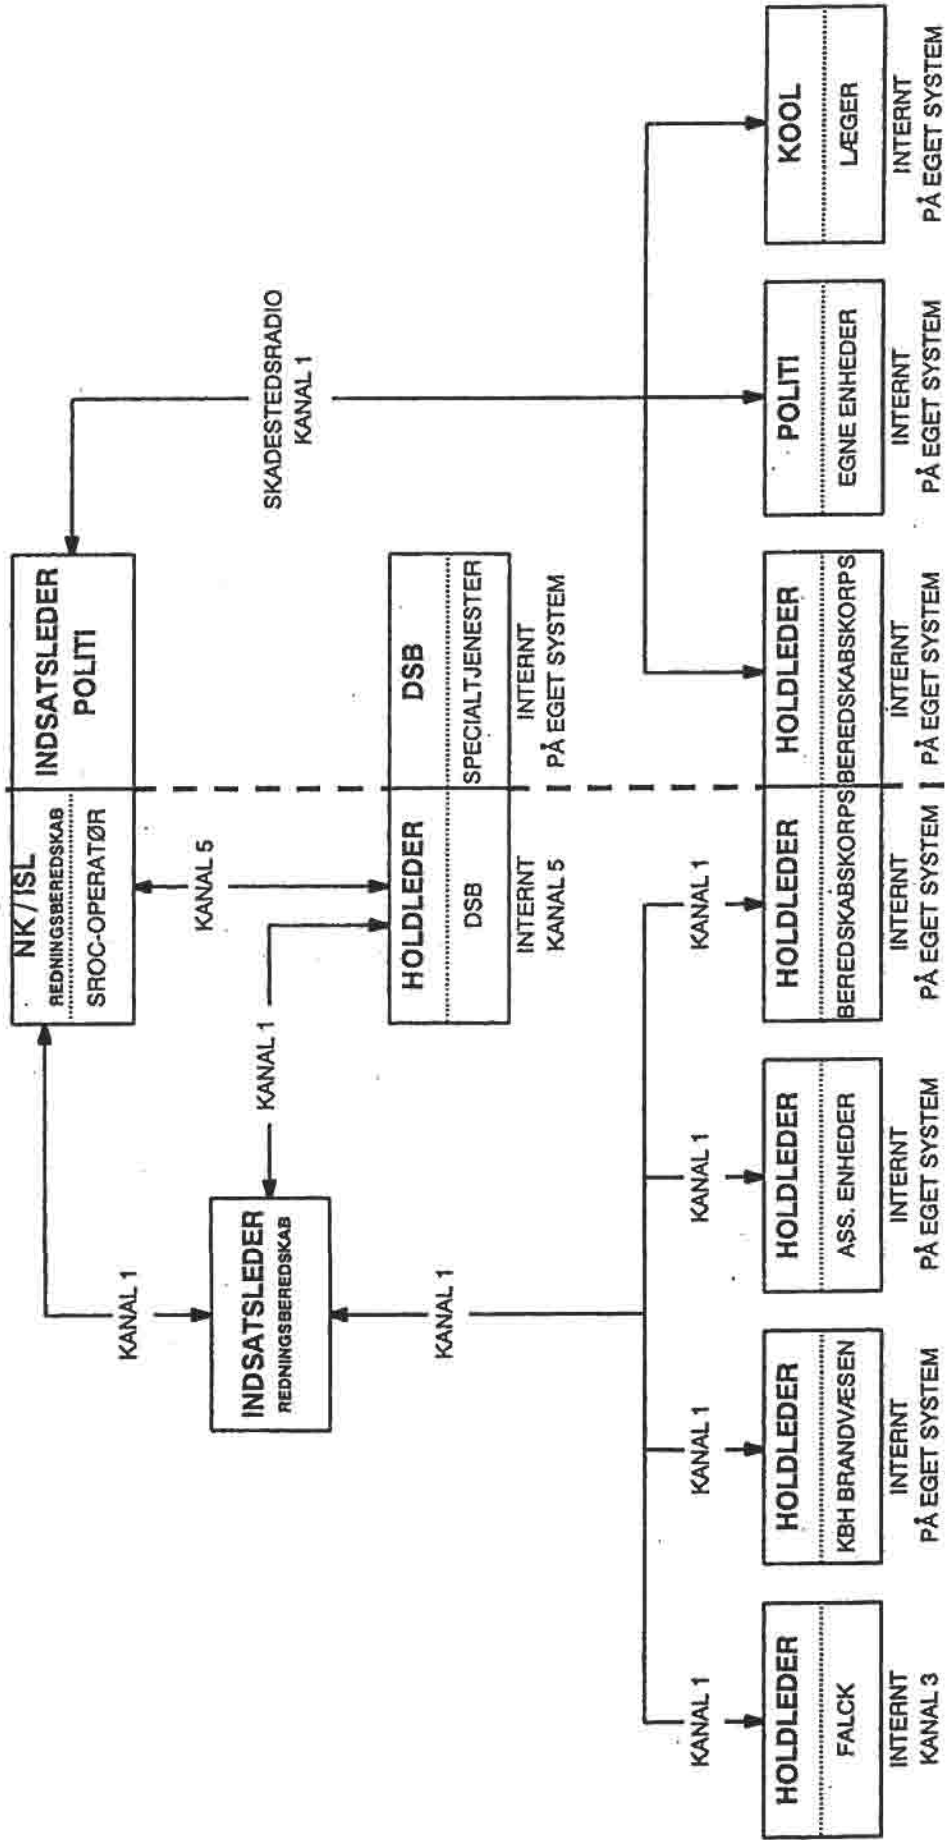 NK/ISL
REDNINGSBEREDSKAB
SROC-OPERATØR
INDSATSLEDER
POLITI
KANAL 1
KANAL 5
SKADESTEDSRADIO
KANAL 1
INDSATSLEDER
REDNINGSBEREDSKAB
KANAL 1
HOLDLEDER
DSB
INTERNT
KANAL 5
DSB
SPECIALTJENESTER
INTERNT
PÅ EGET SYSTEM
KANAL 1
KANAL 1
KANAL 1
KANAL 1
KANAL 1
HOLDLEDER
FALCK
INTERNT
KANAL 3
HOLDLEDER
KBH BRANDVÆSEN
INTERNT
PÅ EGET SYSTEM
HOLDLEDER
ASS. ENHEDER
INTERNT
PÅ EGET SYSTEM
HOLDLEDER
BEREDSKABSKORPS
INTERNT
PÅ EGET SYSTEM
HOLDLEDER
BEREDSKABSKORPS
INTERNT
PÅ EGET SYSTEM
POLITI
EGNE ENHEDER
INTERNT
PÅ EGET SYSTEM
KOOL
LÆGER
INTERNT
PÅ EGET SYSTEM